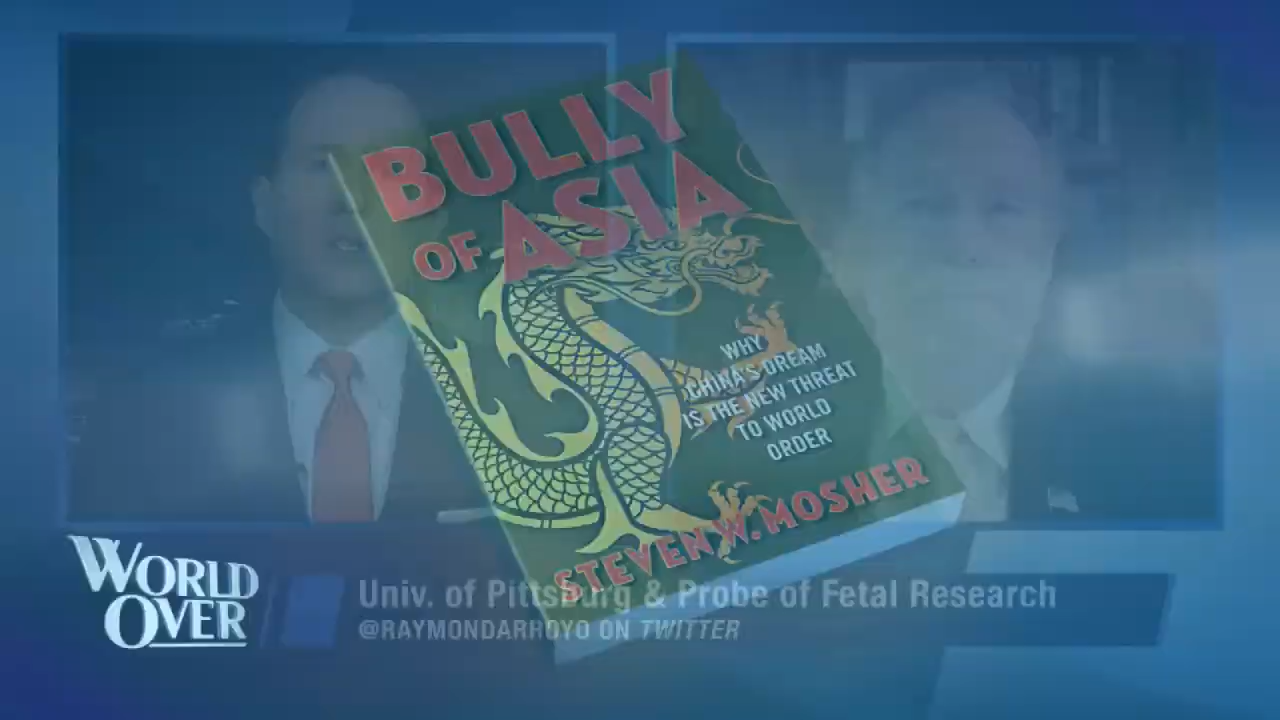 BULLY
OF ASIA
WHY
CHINA'S DREAM
IS THE NEW THREAT
TO WORLD
ORDER
STEVEN W. MOSHER
WORLD
OVER
Univ. of Pittsburg & Probe of Fetal Research
@RAYMONDARROYO ON TWITTER